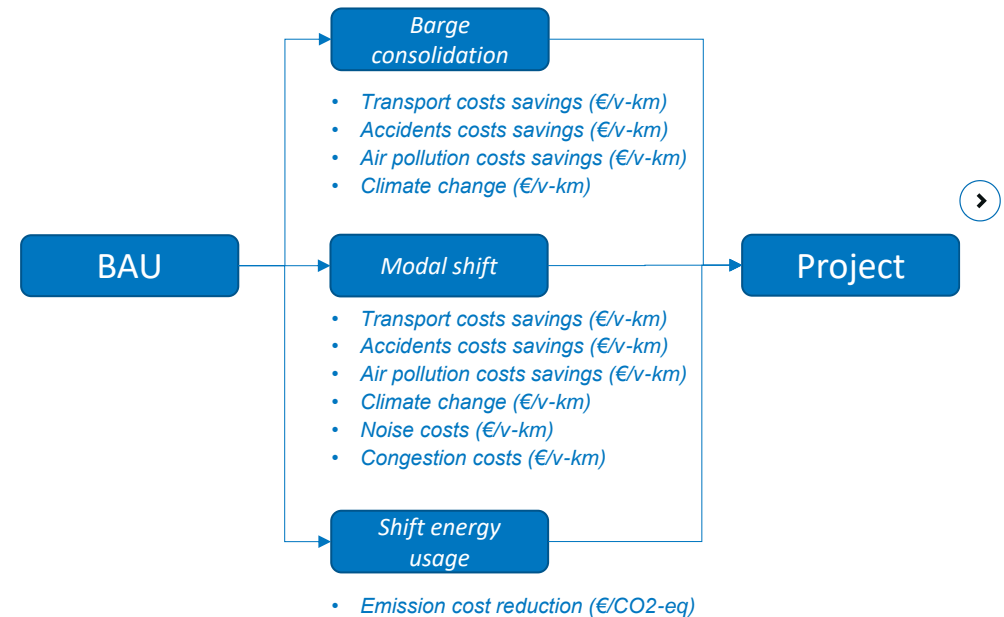 Barge
consolidation
• Transport costs savings (€/v-km)
• Accidents costs savings (€/v-km)
• Air pollution costs savings (€/v-km)
• Climate change (€/v-km)
BAU
Modal shift
Project
• Transport costs savings (€/v-km)
• Accidents costs savings (€/v-km)
• Air pollution costs savings (€/v-km)
• Climate change (€/v-km)
• Noise costs (€/v-km)
• Congestion costs (€/v-km)
Shift energy
usage
• Emission cost reduction (€/CO2-eq)